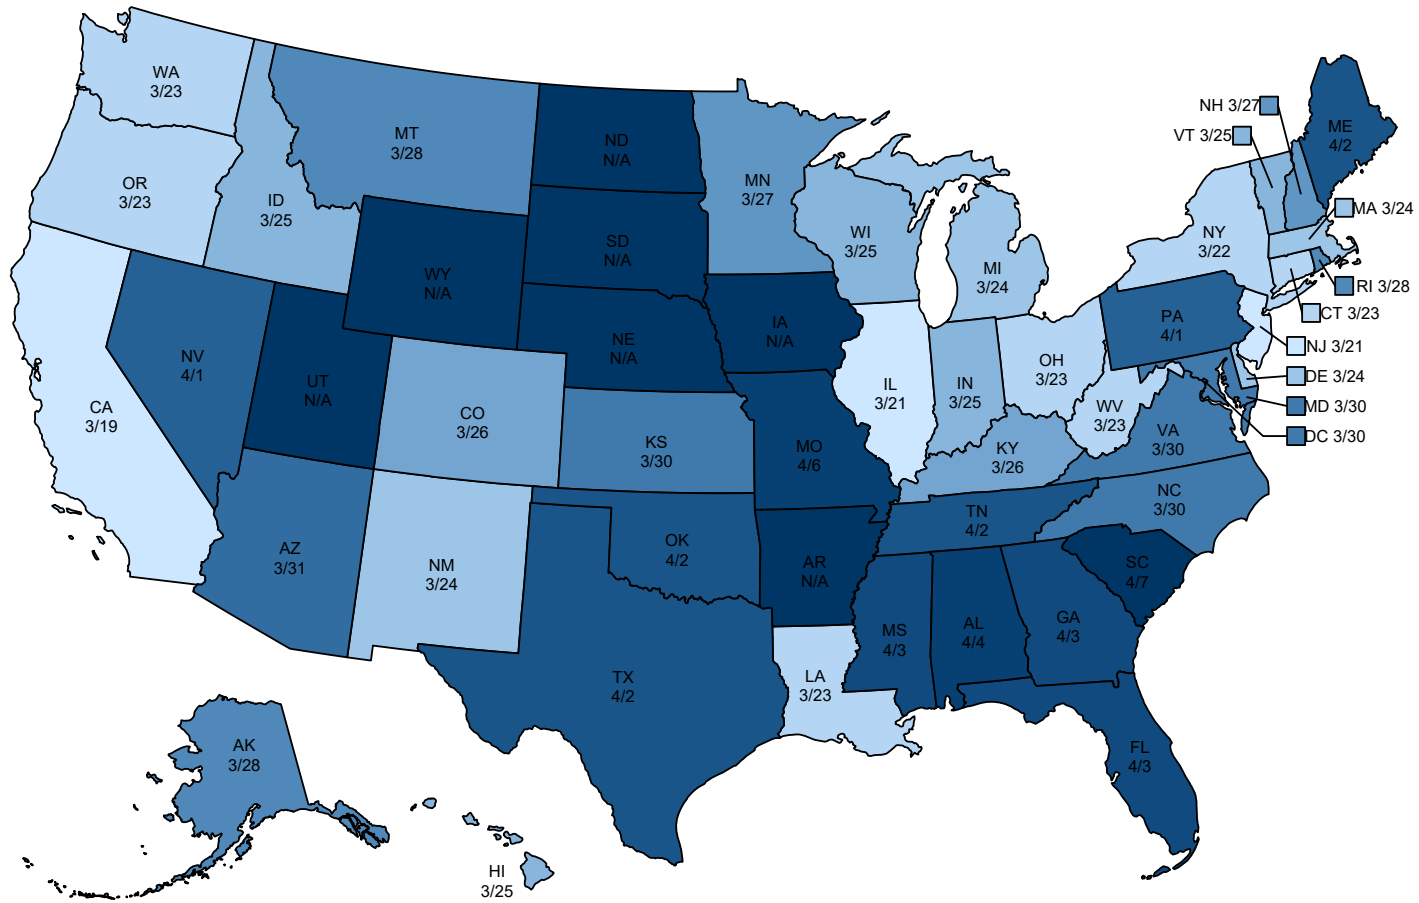 WA
3/23
OR
3/23
CA
3/19
ID
3/25
NV
4/1
MT
3/28
WY
N/A
UT
N/A
AZ
3/31
CO
3/26
NM
3/24
ND
N/A
SD
N/A
NE
N/A
KS
3/30
OK
4/2
TX
4/2
MN
3/27
IA
N/A
MO
4/6
AR
N/A
LA
3/23
WI
3/25
IL
3/21
MI
3/24
IN
3/25
OH
3/23
KY
3/26
TN
4/2
MS
4/3
AL
4/4
GA
4/3
FL
4/3
SC
4/7
NC
3/30
VA
3/30
WV
3/23
PA
4/1
NY
3/22
ME
4/2
NH 3/27
VT 3/25
MA 3/24
RI 3/28
CT 3/23
NJ 3/21
DE 3/24
MD 3/30
DC 3/30
AK
3/28
HI
3/25